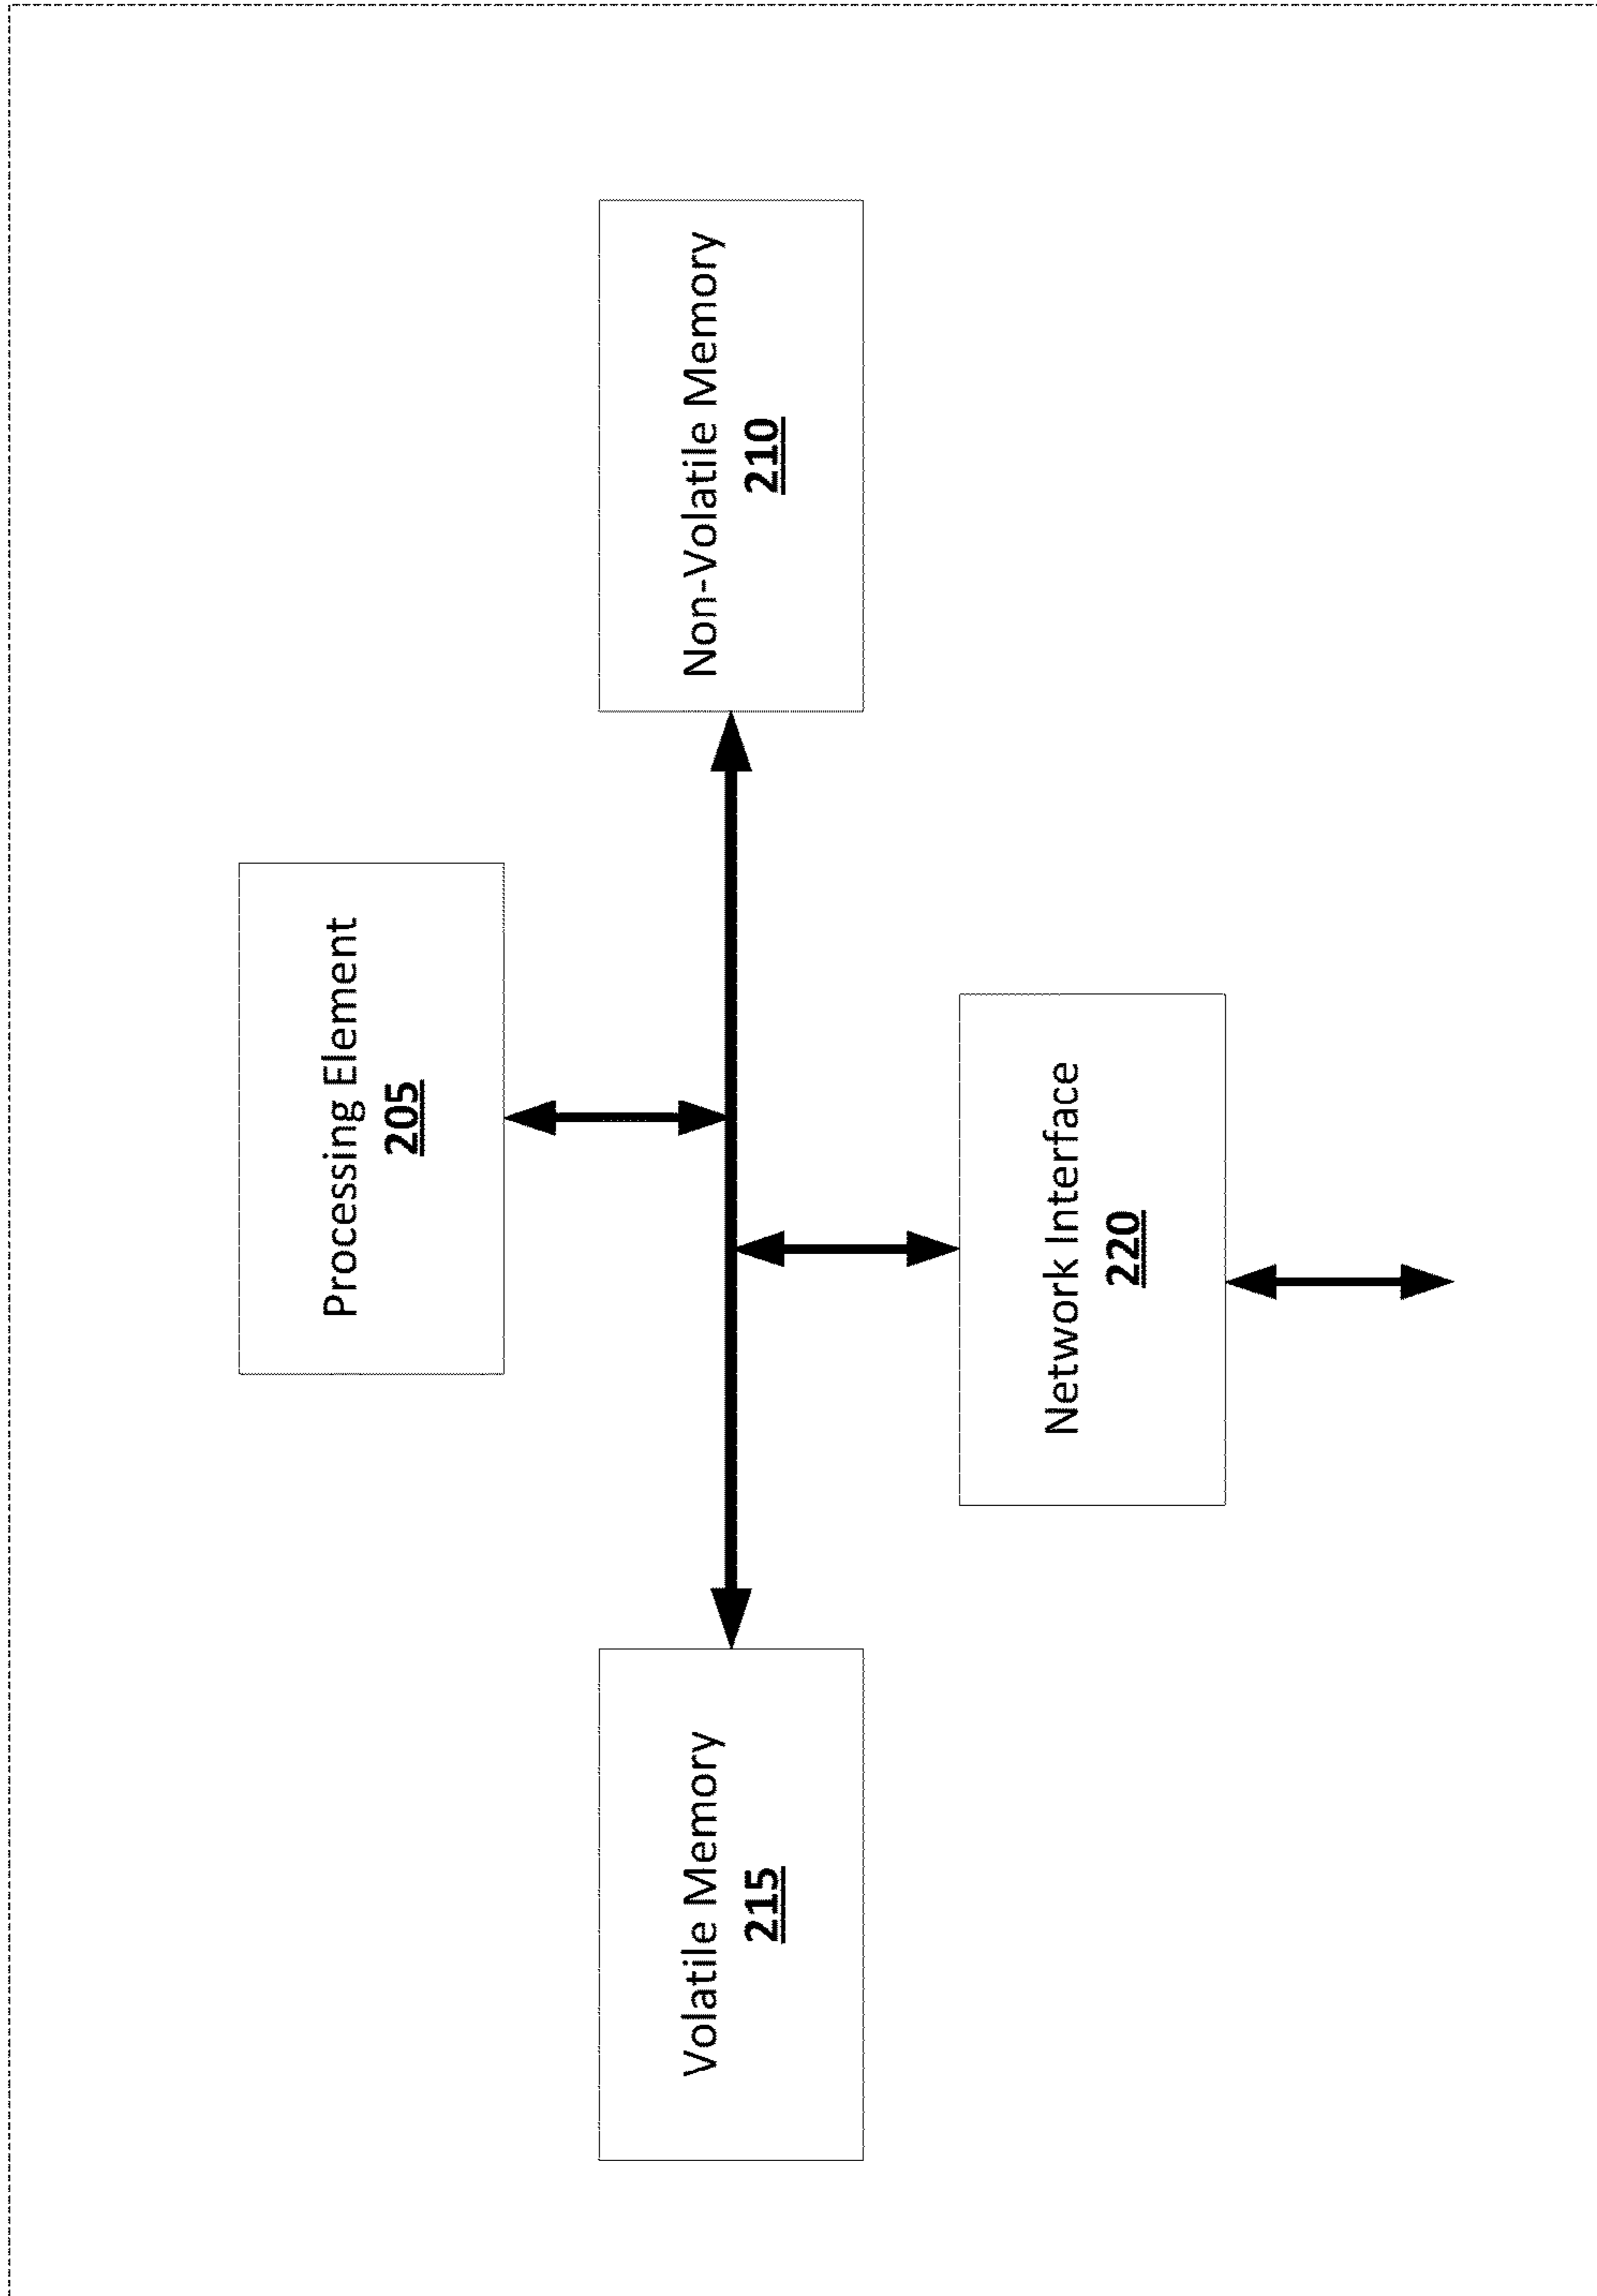 Processing Element
205
Volatile Memory
215
Non-Volatile Memory
210
Network Interface
220